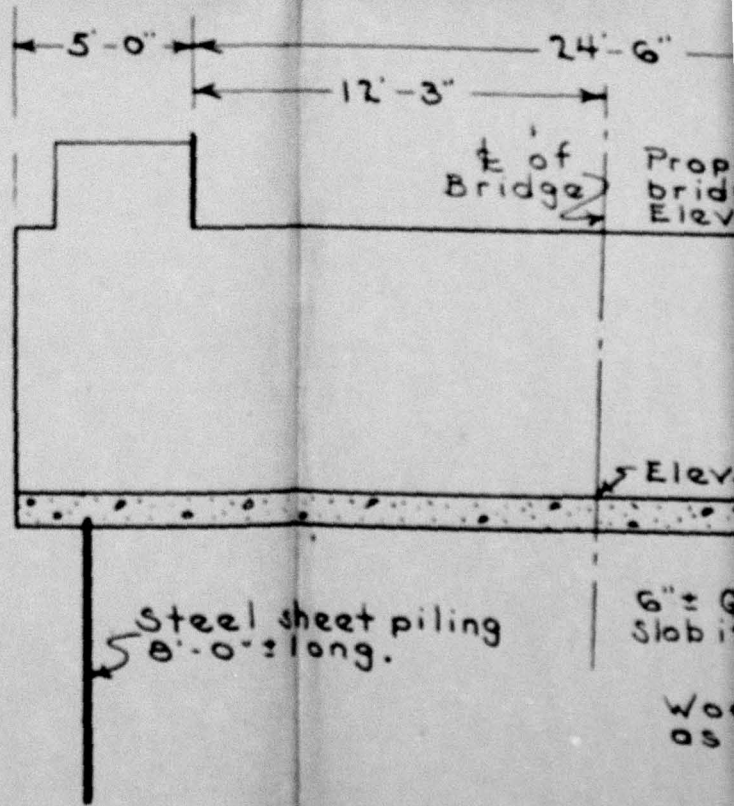 5'-0"
24'-6"
12'-3"
℄ of
Bridge
Prop
brid
Elev
Elev.
Steel sheet piling
8'-0"± long.
6"± G
Slab i
Wo
as